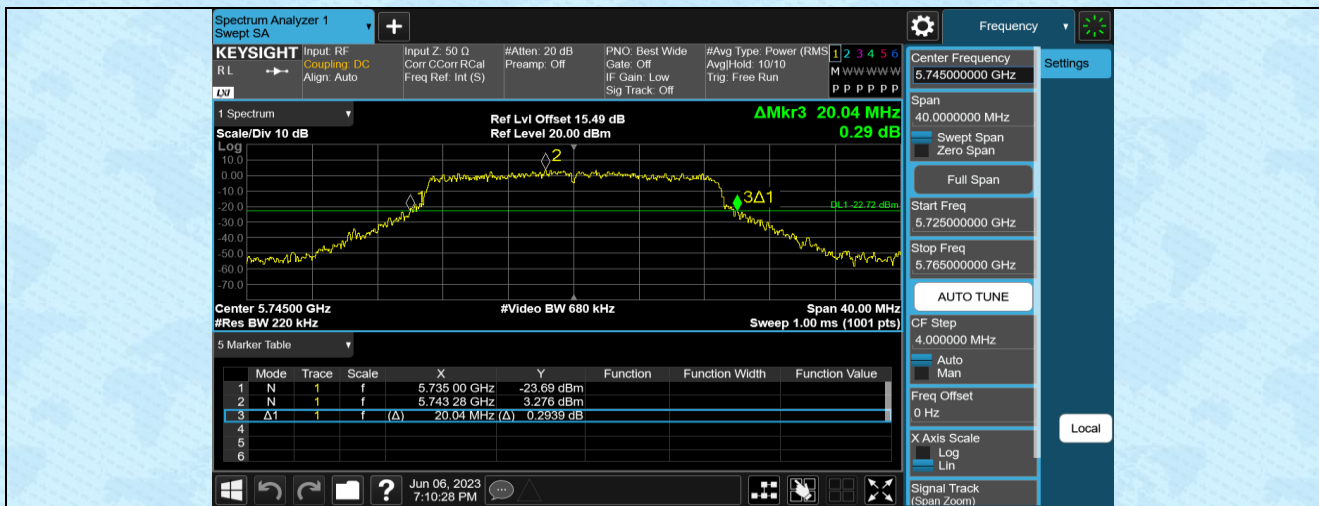 Spectrum Analyzer 1
Swept SA
+
Frequency
KEYSIGHT
R L
LXI
Input: RF
Coupling: DC
Align: Auto
Input Z: 50 Ω
Corr CCorr RCal
Freq Ref: Int (S)
#Atten: 20 dB
Preamp: Off
PNO: Best Wide
Gate: Off
IF Gain: Low
Sig Track: Off
#Avg Type: Power (RMS
Avg|Hold: 10/10
Trig: Free Run
1 2 3 4 5 6
M W W W W W
P P P P P P
1 Spectrum
Scale/Div 10 dB
Ref Lvl Offset 15.49 dB
Ref Level 20.00 dBm
ΔMkr3 20.04 MHz
0.29 dB
Log
10.0
0.00
-10.0
-20.0
-30.0
-40.0
-50.0
-60.0
-70.0
1
2
3Δ1
DL1 -22.72 dBm
Center 5.74500 GHz
#Video BW 680 kHz
Span 40.00 MHz
#Res BW 220 kHz
Sweep 1.00 ms (1001 pts)
5 Marker Table
Mode Trace Scale X Y Function Function Width Function Value
1 N 1 f 5.735 00 GHz -23.69 dBm
2 N 1 f 5.743 28 GHz 3.276 dBm
3 Δ1 1 f (Δ) 20.04 MHz (Δ) 0.2939 dB
4
5
6
?
Jun 06, 2023
7:10:28 PM
Center Frequency
5.745000000 GHz
Settings
Span
40.0000000 MHz
Swept Span
Zero Span
Full Span
Start Freq
5.725000000 GHz
Stop Freq
5.765000000 GHz
AUTO TUNE
CF Step
4.000000 MHz
Auto
Man
Freq Offset
0 Hz
X Axis Scale
Log
Lin
Local
Signal Track
(Span Zoom)